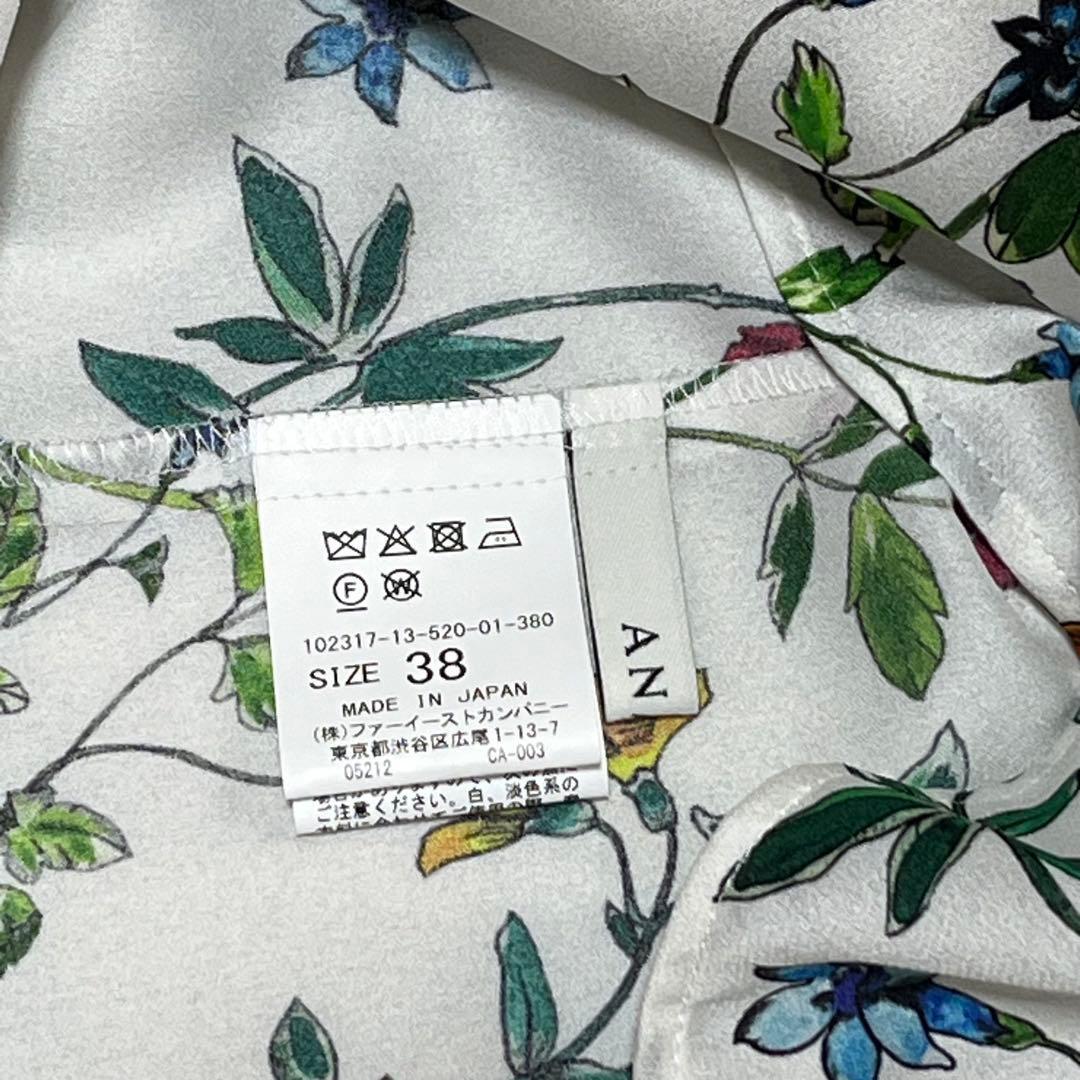 F W
102317-13-520-01-380
SIZE 38
MADE IN JAPAN
(株)ファーイーストカンパニー
東京都渋谷区広尾1-13-7
05212 CA-003
ご注意ください。白、淡色系の
AN